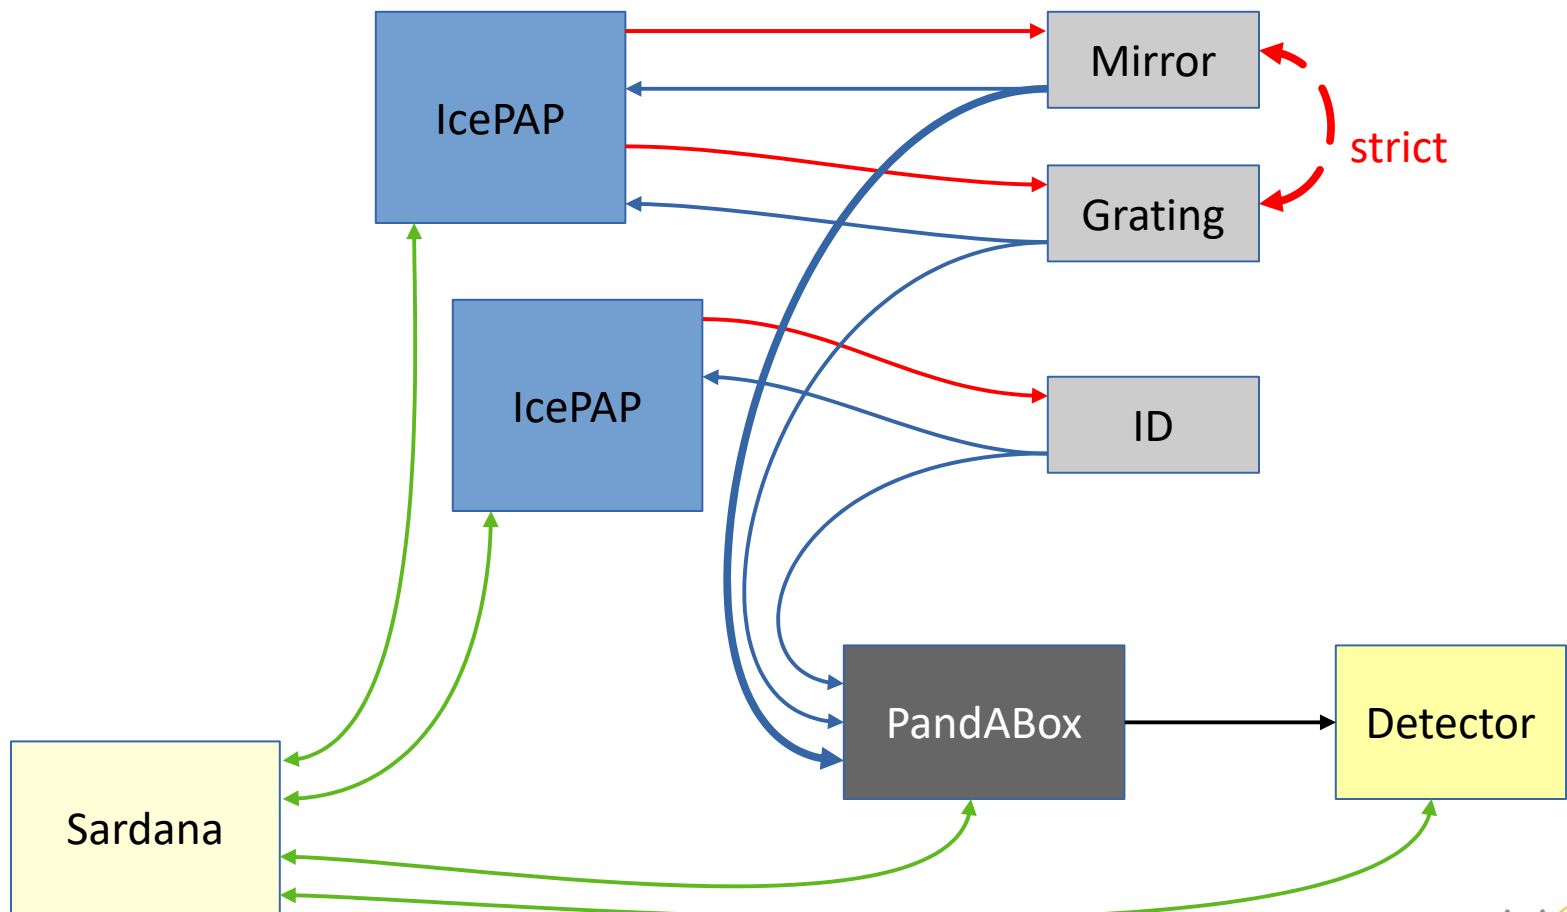 Mirror
IcePAP
strict
Grating
IcePAP
ID
PandABox
Detector
Sardana